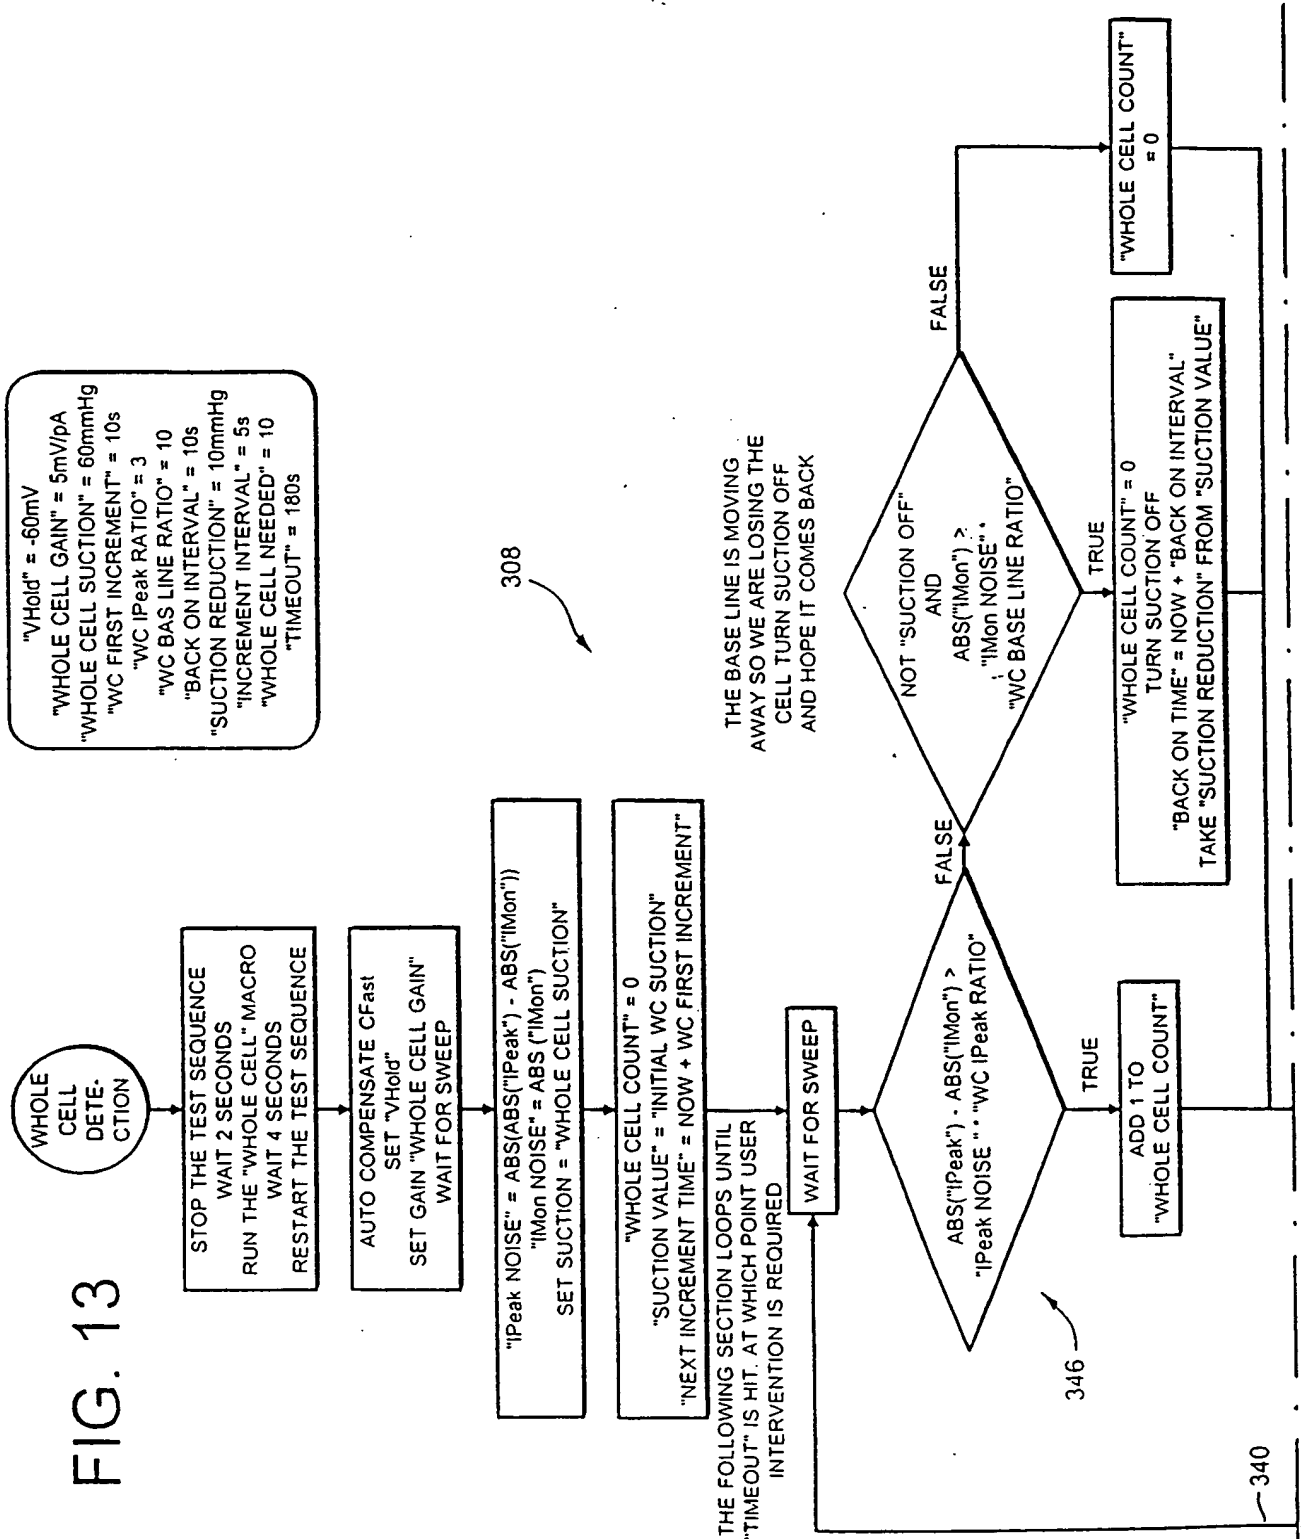 FIG. 13
WHOLE
CELL
DETE-
CTION
"VHold" = -60mV
"WHOLE CELL GAIN" = 5mV/pA
"WHOLE CELL SUCTION" = 60mmHg
"WC FIRST INCREMENT" = 10s
"WC IPeak RATIO" = 3
"WC BAS LINE RATIO" = 10
"BACK ON INTERVAL" = 10s
"SUCTION REDUCTION" = 10mmHg
"INCREMENT INTERVAL" = 5s
"WHOLE CELL NEEDED" = 10
"TIMEOUT" = 180s
STOP THE TEST SEQUENCE
WAIT 2 SECONDS
RUN THE "WHOLE CELL" MACRO
WAIT 4 SECONDS
RESTART THE TEST SEQUENCE
AUTO COMPENSATE CFast
SET "VHold"
SET GAIN "WHOLE CELL GAIN"
WAIT FOR SWEEP
"IPeak NOISE" = ABS(ABS("IPeak") - ABS("IMon"))
"IMon NOISE" = ABS ("IMon")
SET SUCTION = "WHOLE CELL SUCTION"
308
"WHOLE CELL COUNT" = 0
"SUCTION VALUE" = "INITIAL WC SUCTION"
"NEXT INCREMENT TIME" = NOW + WC FIRST INCREMENT"
THE FOLLOWING SECTION LOOPS UNTIL
"TIMEOUT" IS HIT. AT WHICH POINT USER
INTERVENTION IS REQUIRED
WAIT FOR SWEEP
THE BASE LINE IS MOVING
AWAY SO WE ARE LOSING THE
CELL TURN SUCTION OFF
AND HOPE IT COMES BACK
ABS("IPeak") - ABS("IMon") >
"IPeak NOISE" * "WC IPeak RATIO"
FALSE
NOT "SUCTION OFF"
AND
ABS("IMon") >
"IMon NOISE" *
"WC BASE LINE RATIO"
FALSE
346
TRUE
TRUE
ADD 1 TO
"WHOLE CELL COUNT"
"WHOLE CELL COUNT" = 0
TURN SUCTION OFF
"BACK ON TIME" = NOW + "BACK ON INTERVAL"
TAKE "SUCTION REDUCTION" FROM "SUCTION VALUE"
"WHOLE CELL COUNT"
= 0
340